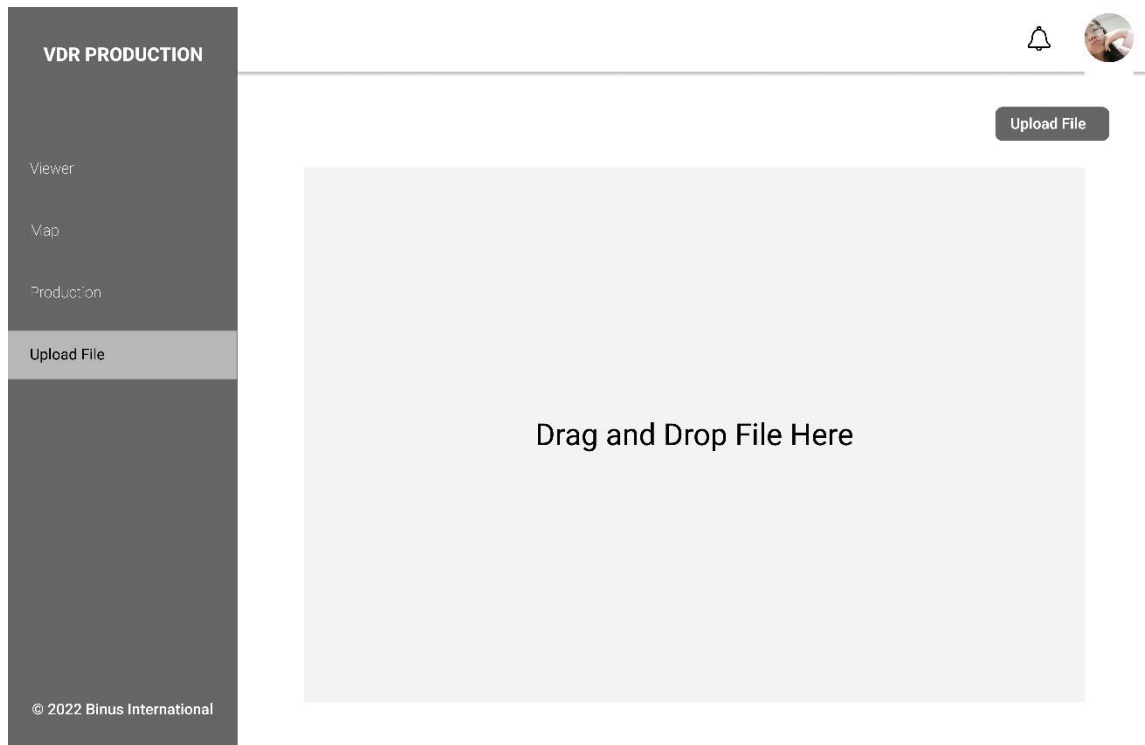 VDR PRODUCTION
Upload File
Viewer
Map
Production
Upload File
Drag and Drop File Here
© 2022 Binus International